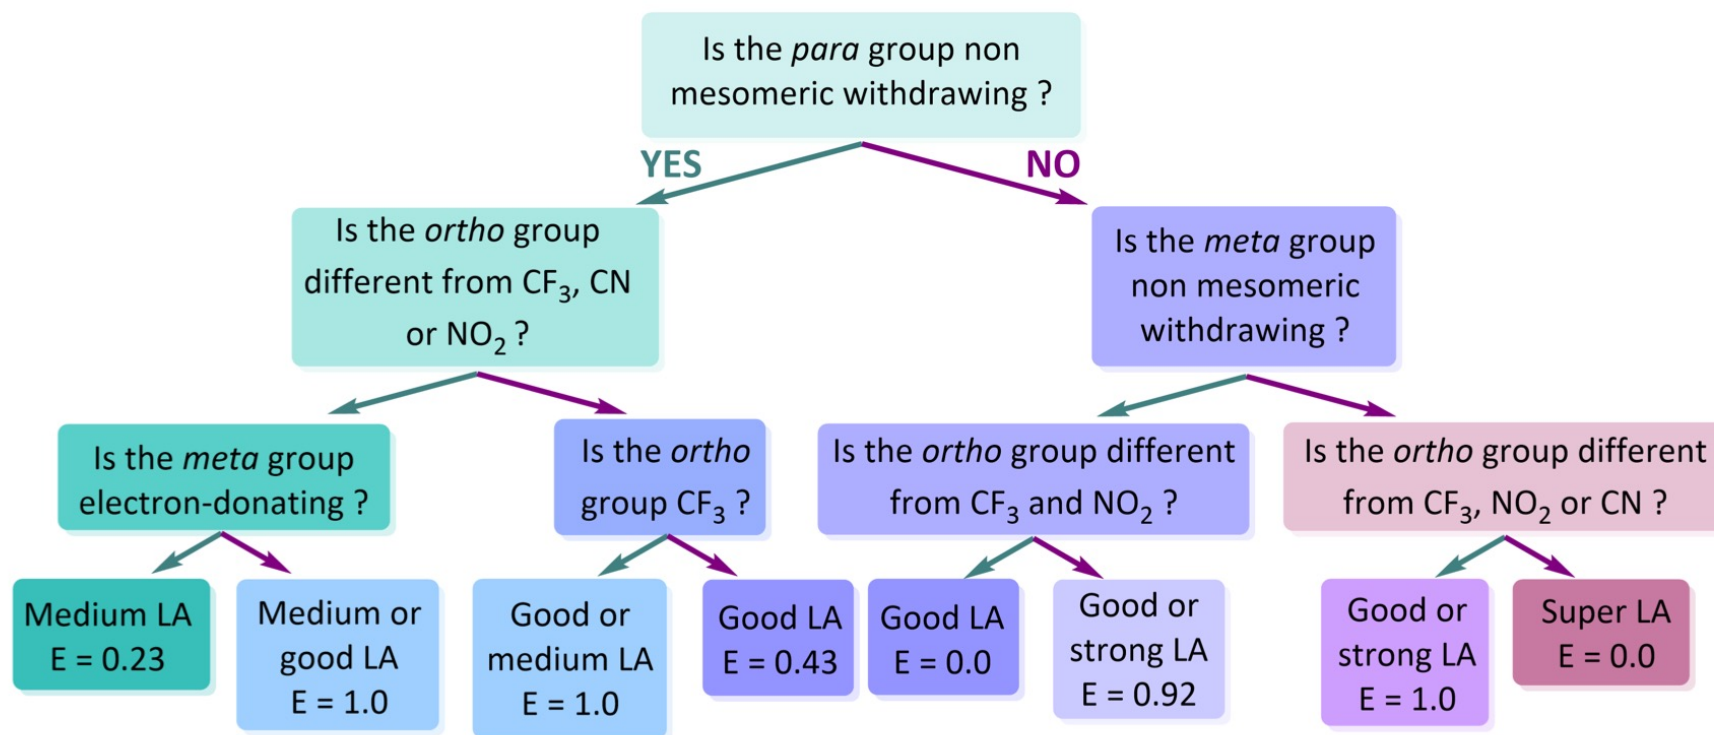 Is the para group non
mesomeric withdrawing ?
YES
NO
Is the ortho group
different from CF₃, CN
or NO₂ ?
Is the meta group
non mesomeric
withdrawing ?
Is the meta group
electron-donating ?
Is the ortho
group CF₃ ?
Is the ortho group different
from CF₃ and NO₂ ?
Is the ortho group different
from CF₃, NO₂ or CN ?
Medium LA
E = 0.23
Medium or
good LA
E = 1.0
Good or
medium LA
E = 1.0
Good LA
E = 0.43
Good LA
E = 0.0
Good or
strong LA
E = 0.92
Good or
strong LA
E = 1.0
Super LA
E = 0.0